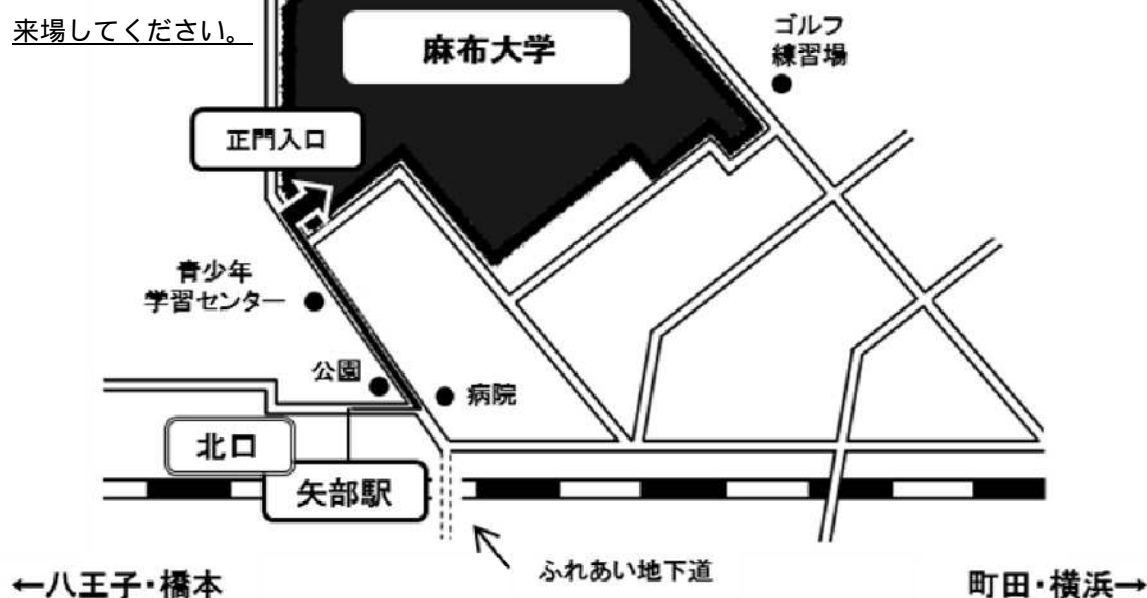 来場してください。
麻布大学
ゴルフ
練習場
正門入口
青少年
学習センター
公園
病院
北口
矢部駅
ふれあい地下道
←八王子・橋本
町田・横浜→